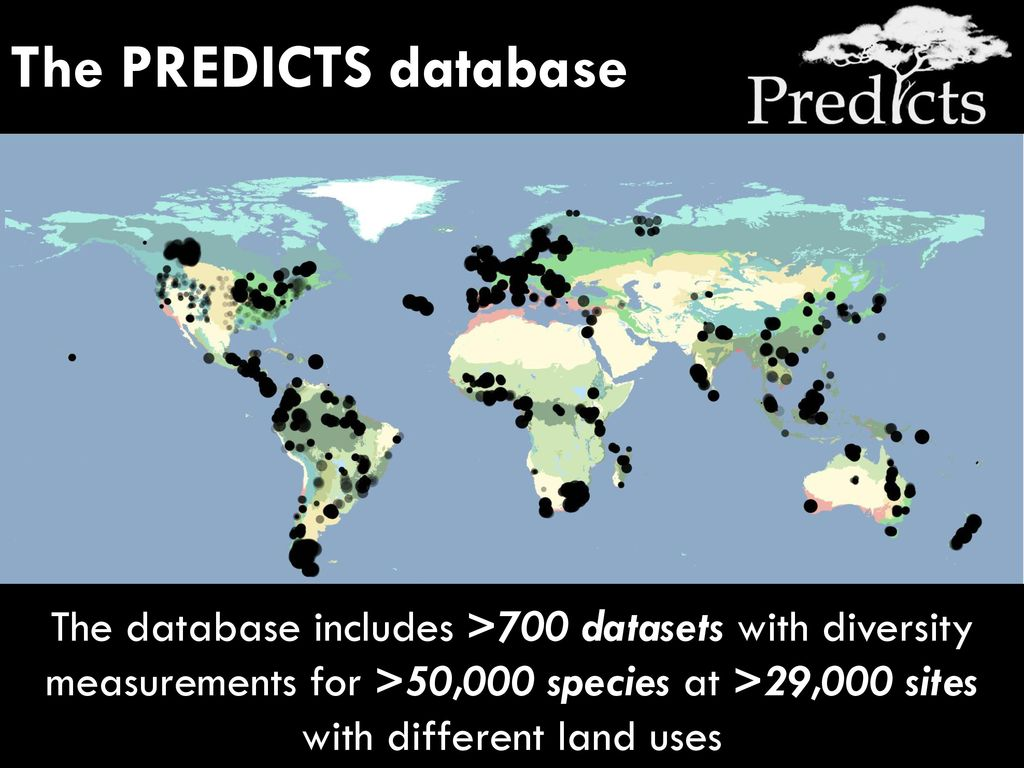 The PREDICTS database
Predicts
The database includes >700 datasets with diversity
measurements for >50,000 species at >29,000 sites
with different land uses